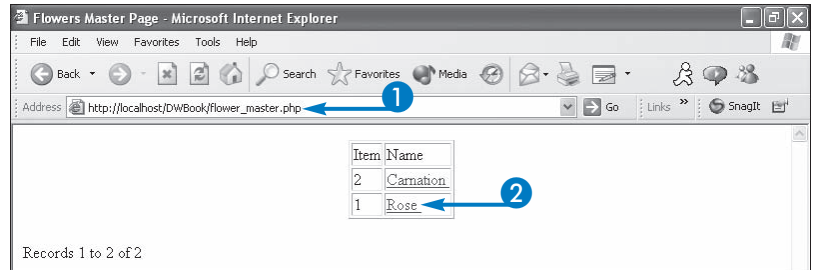 Flowers Master Page - Microsoft Internet Explorer
File Edit View Favorites Tools Help
Back Search Favorites Media
Address http://localhost/DWBook/flower_master.php Go Links » SnagIt
1
Item Name
2 Carnation
1 Rose
2
Records 1 to 2 of 2